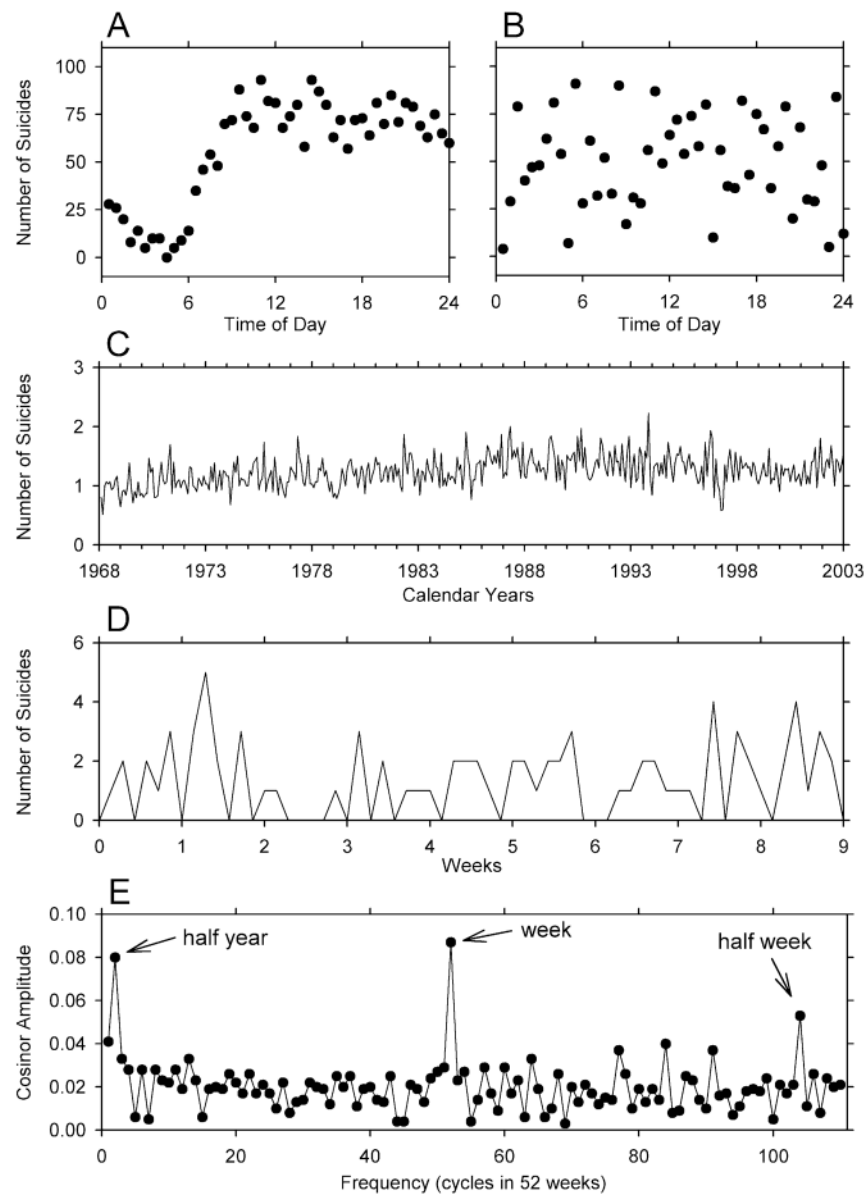 A
B
Number of Suicides
100
75
50
25
0
0 6 12 18 24
0 6 12 18 24
Time of Day
Time of Day
C
Number of Suicides
3
2
1
0
1968 1973 1978 1983 1988 1993 1998 2003
Calendar Years
D
Number of Suicides
6
4
2
0
0 1 2 3 4 5 6 7 8 9
Weeks
E
Cosinor Amplitude
0.10
0.08
0.06
0.04
0.02
0.00
half year
week
half week
0 20 40 60 80 100
Frequency (cycles in 52 weeks)